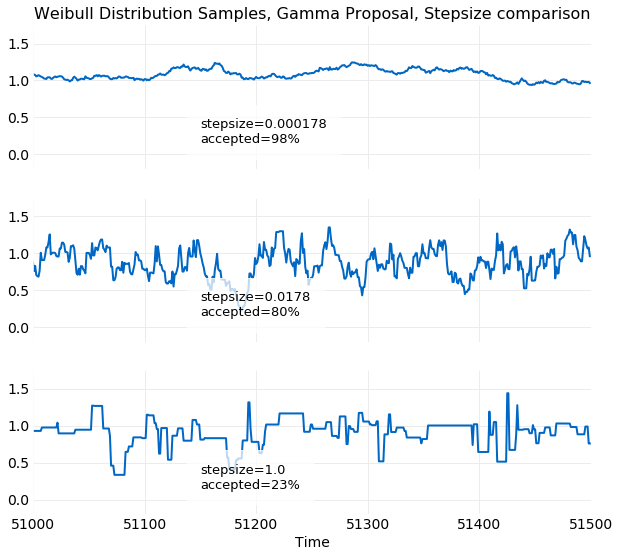 Weibull Distribution Samples, Gamma Proposal, Stepsize comparison
1.5
1.0
0.5
0.0
stepsize=0.000178
accepted=98%
1.5
1.0
0.5
0.0
stepsize=0.0178
accepted=80%
1.5
1.0
0.5
0.0
stepsize=1.0
accepted=23%
51000 51100 51200 51300 51400 51500
Time